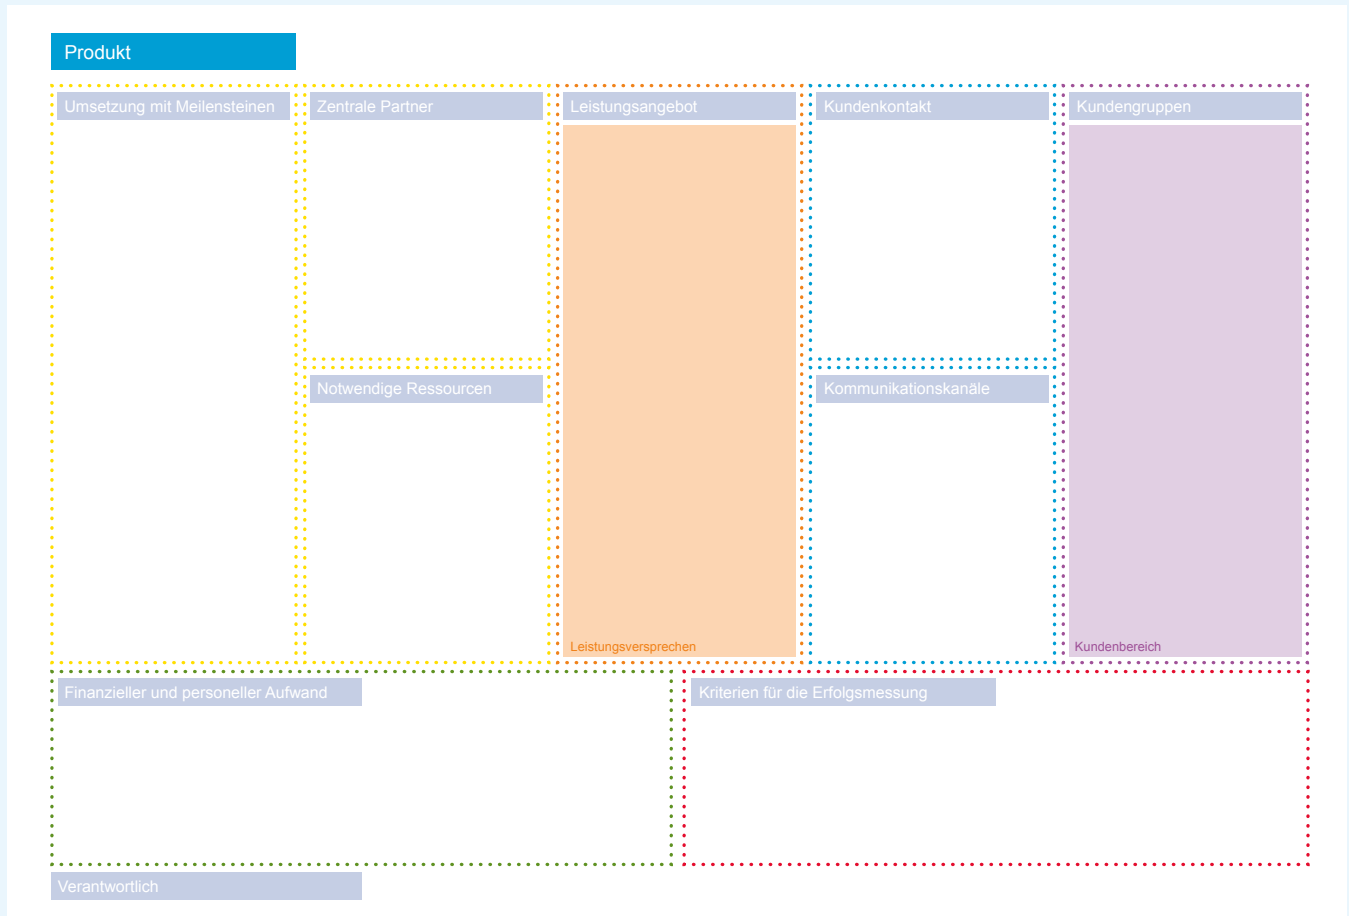 Produkt
Umsetzung mit Meilensteinen
Zentrale Partner
Leistungsangebot
Kundenkontakt
Kundengruppen
Notwendige Ressourcen
Kommunikationskanäle
Leistungsversprechen
Kundenbereich
Finanzieller und personeller Aufwand
Kriterien für die Erfolgsmessung
Verantwortlich